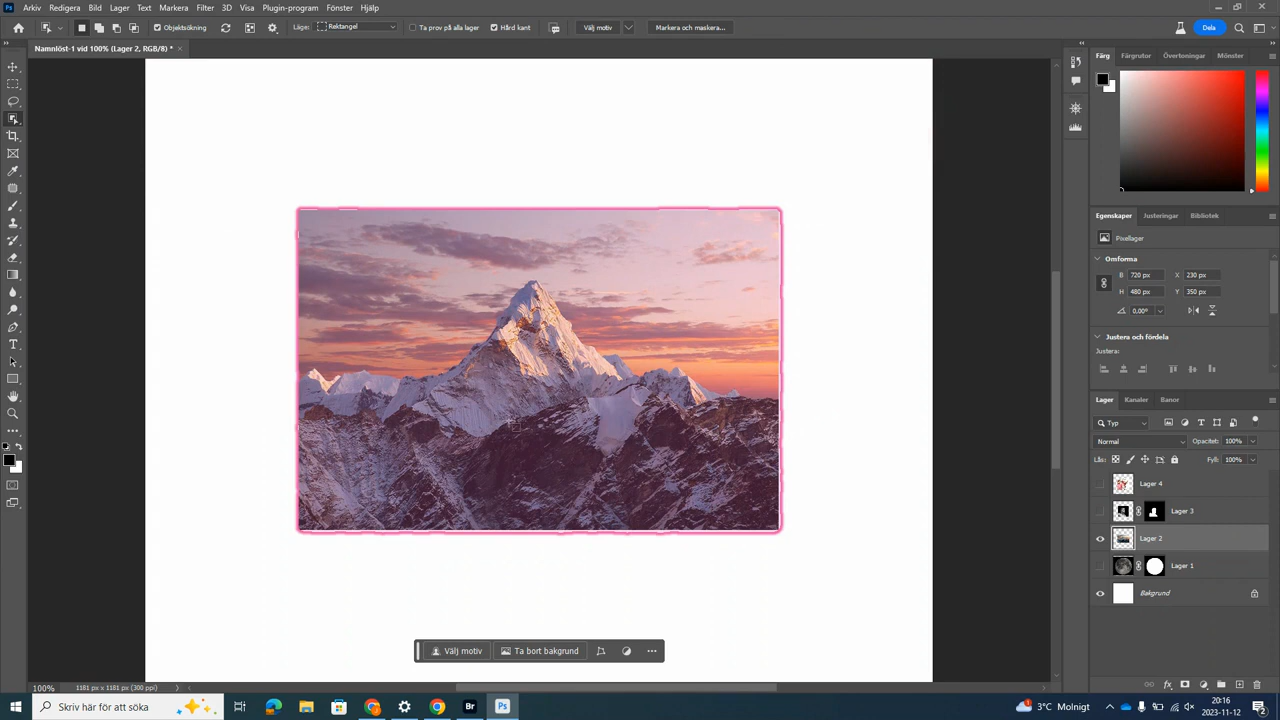 Ps Arkiv Redigera Bild Lager Text Markera Filter 3D Visa Plugin-program Fönster Hjälp
Objektsökning Läge: Rektangel Ta prov på alla lager Hård kant Välj motiv Markera och maskera... Dela
Namnlöst-1 vid 100% (Lager 2, RGB/8) *
Färg Färgrutor Övertoningar Mönster
Egenskaper Justeringar Bibliotek
Pixellager
Omforma
B 720 px X 230 px
H 480 px Y 350 px
0,00°
Justera och fördela
Justera:
Lager Kanaler Banor
Typ
Normal Opacitet: 100%
Lås: Fyll: 100%
Lager 4
Lager 3
Lager 2
Lager 1
Bakgrund
Välj motiv Ta bort bakgrund
100% 1181 px x 1181 px (300 ppi)
Skriv här för att söka
Br Ps
3°C Molnigt
20:16
2023-11-12
2